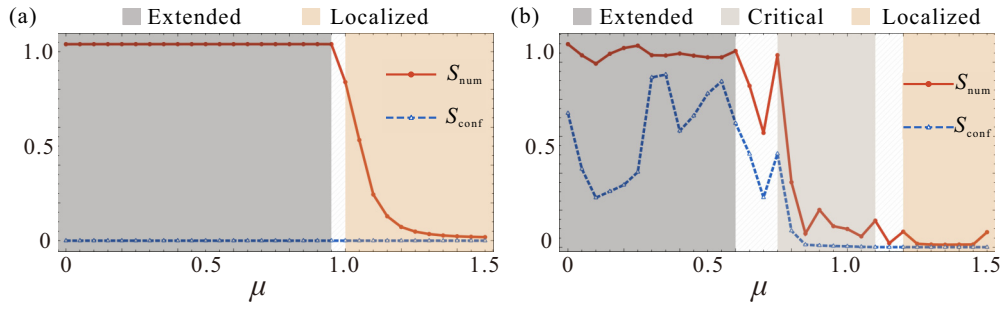 (a) Extended Localized
1.0
0.5
0
S_num
S_conf
0 0.5 1.0 1.5
μ
(b) Extended Critical Localized
1.0
0.5
0
S_num
S_conf
0 0.5 1.0 1.5
μ